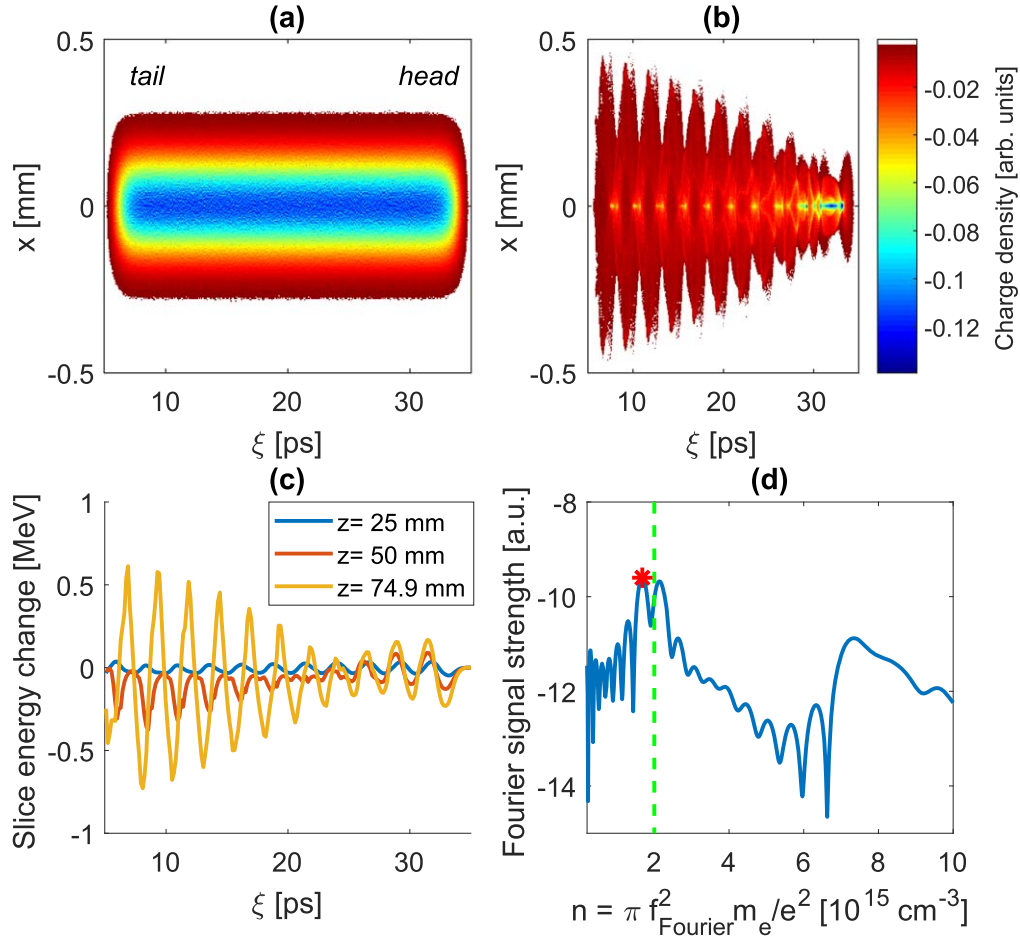 (a)
0.5
0
-0.5
x [mm]
tail
head
10
20
30
ξ [ps]
(b)
0.5
0
-0.5
x [mm]
10
20
30
ξ [ps]
-0.02
-0.04
-0.06
-0.08
-0.1
-0.12
Charge density [arb. units]
(c)
1
0.5
0
-0.5
-1
Slice energy change [MeV]
z= 25 mm
z= 50 mm
z= 74.9 mm
10
20
30
ξ [ps]
(d)
-8
-10
-12
-14
Fourier signal strength [a.u.]
2
4
6
8
10
n = π f²_Fourier m_e/e² [10¹⁵ cm⁻³]